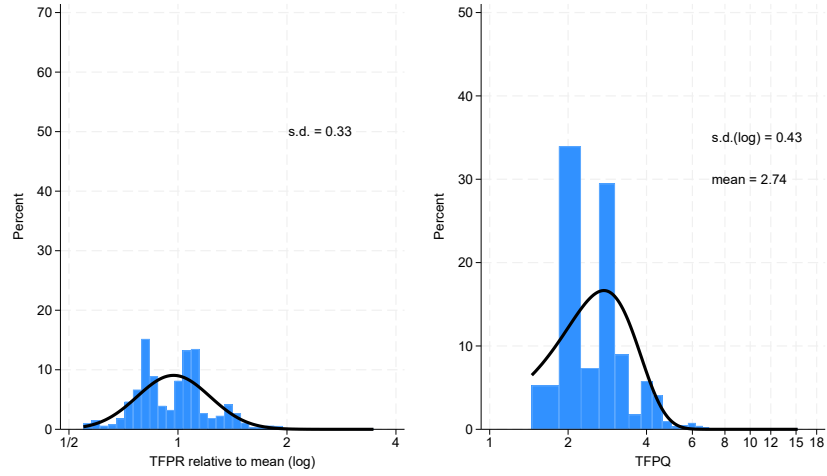 70
60
50
40
30
20
10
0
Percent
s.d. = 0.33
1/2 1 2 4
TFPR relative to mean (log)
50
40
30
20
10
0
Percent
s.d.(log) = 0.43
mean = 2.74
1 2 4 6 8 10 12 15 18
TFPQ